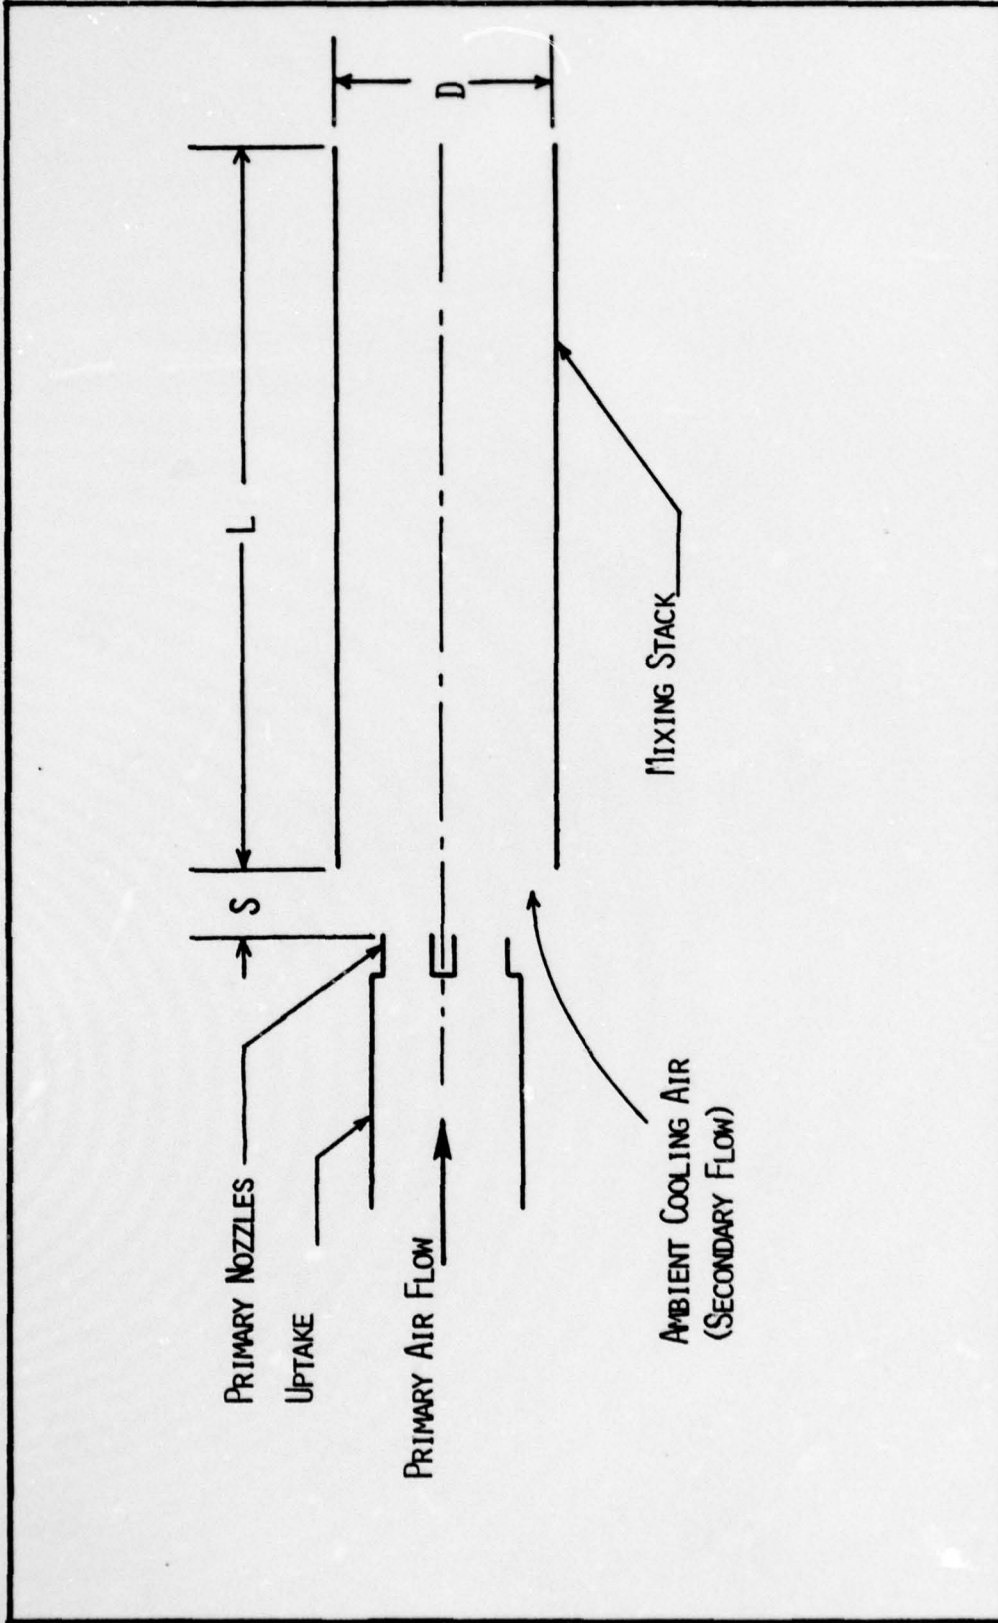 PRIMARY NOZZLES
UPTAKE
PRIMARY AIR FLOW
AMBIENT COOLING AIR
(SECONDARY FLOW)
S
L
D
MIXING STACK